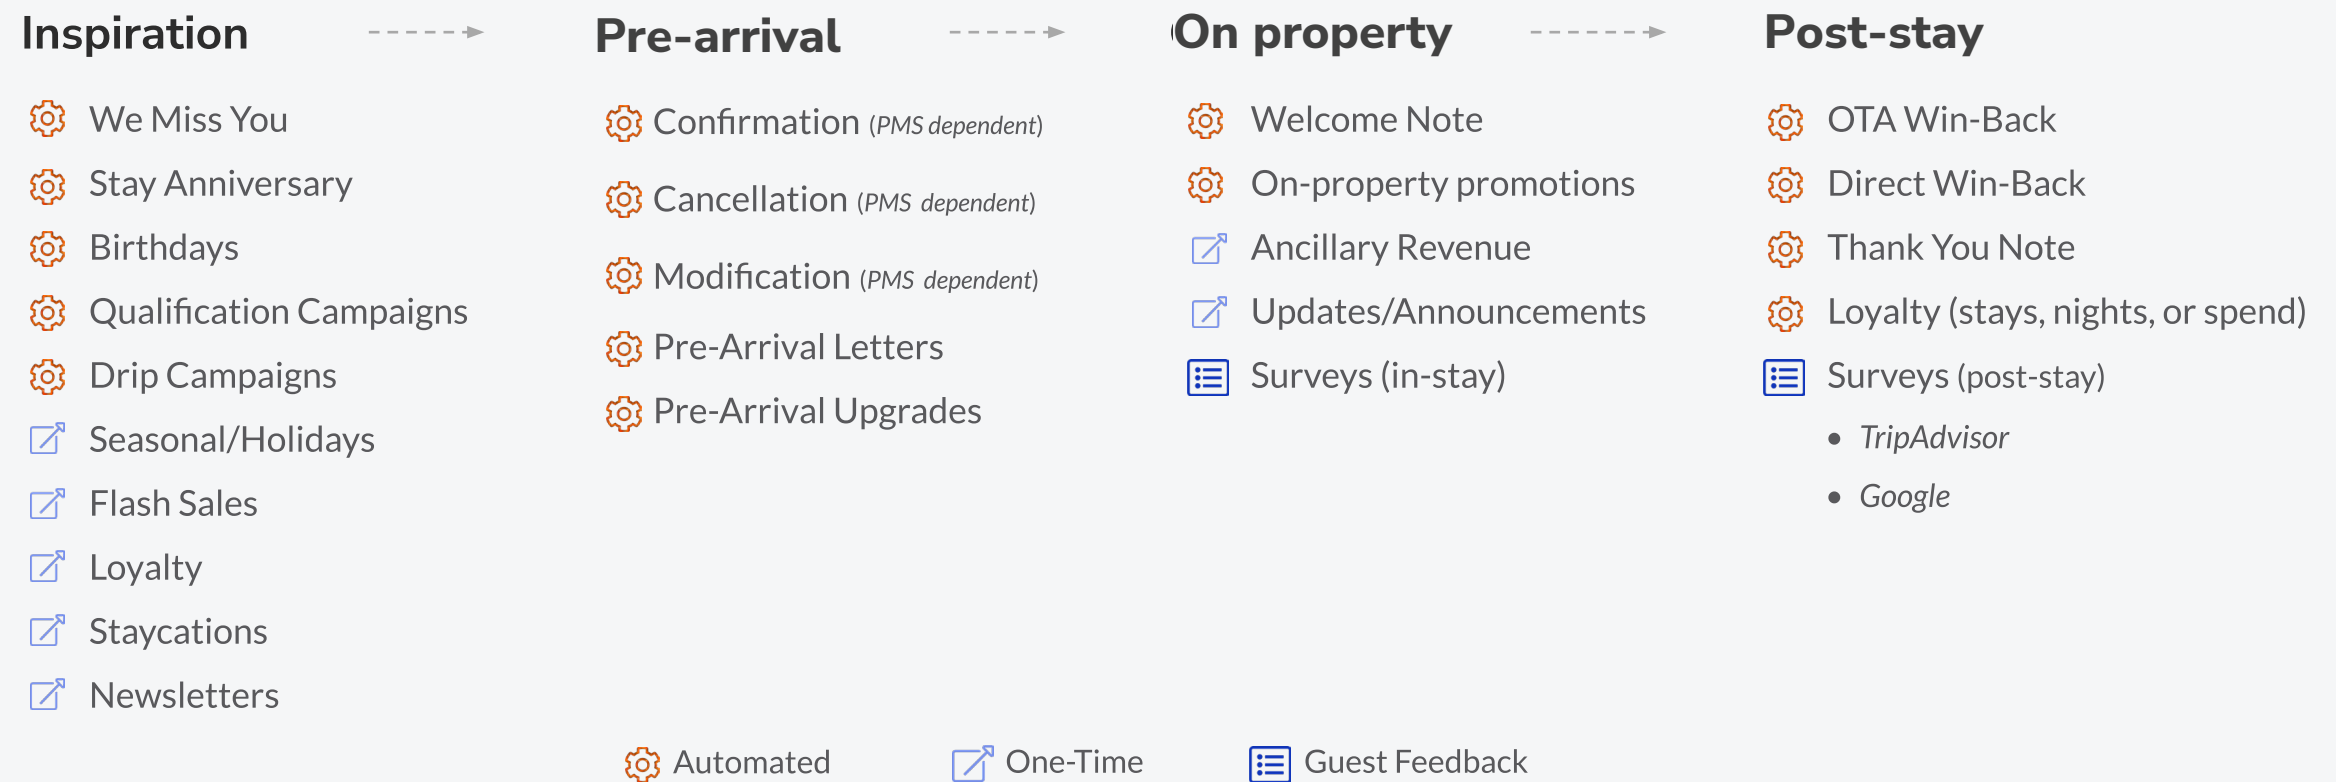 Inspiration
We Miss You
Stay Anniversary
Birthdays
Qualification Campaigns
Drip Campaigns
Seasonal/Holidays
Flash Sales
Loyalty
Staycations
Newsletters
Pre-arrival
Confirmation (PMS dependent)
Cancellation (PMS dependent)
Modification (PMS dependent)
Pre-Arrival Letters
Pre-Arrival Upgrades
On property
Welcome Note
On-property promotions
Ancillary Revenue
Updates/Announcements
Surveys (in-stay)
Post-stay
OTA Win-Back
Direct Win-Back
Thank You Note
Loyalty (stays, nights, or spend)
Surveys (post-stay)
• TripAdvisor
• Google
Automated
One-Time
Guest Feedback